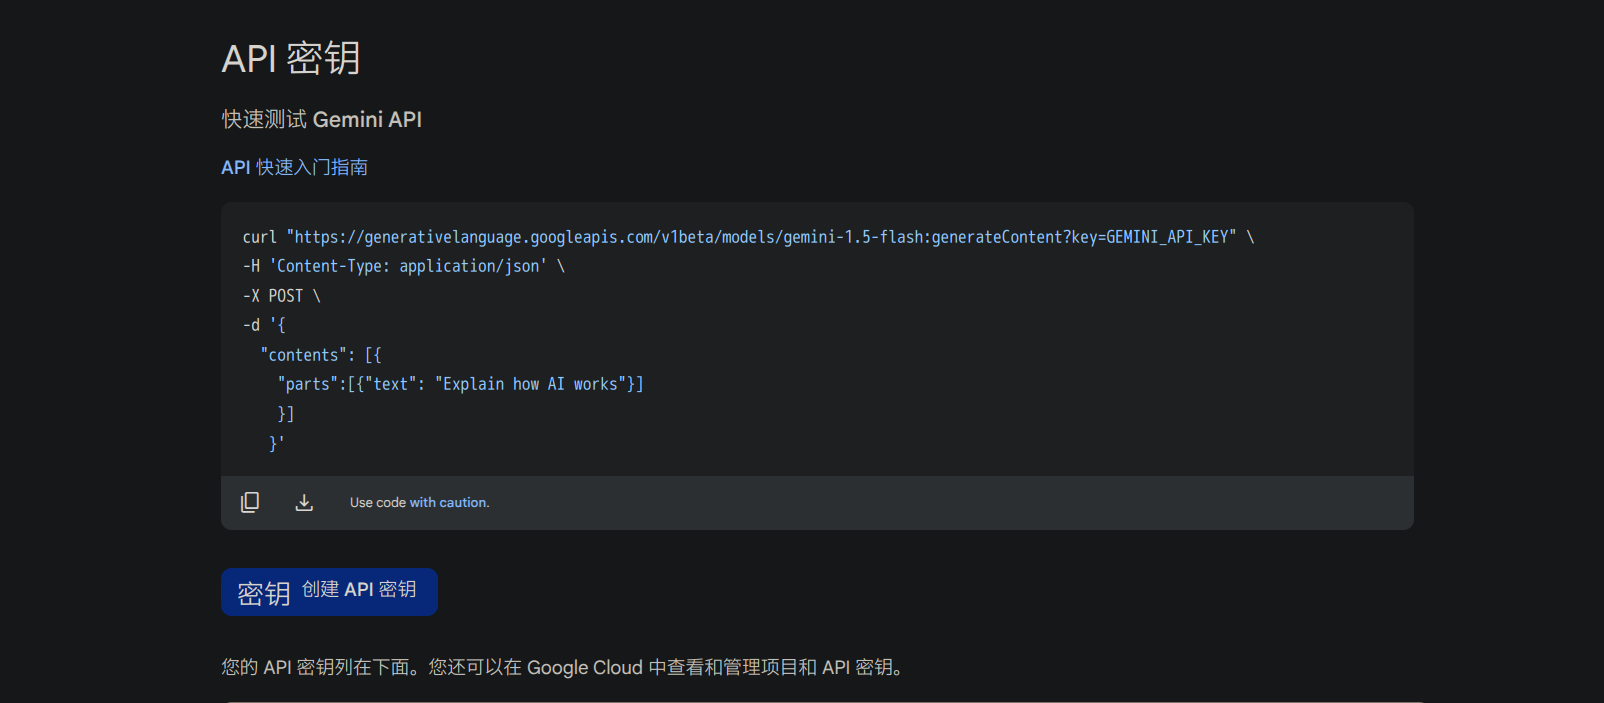 API 密钥
快速测试 Gemini API
API 快速入门指南
curl "https://generativelanguage.googleapis.com/v1beta/models/gemini-1.5-flash:generateContent?key=GEMINI_API_KEY" \
-H 'Content-Type: application/json' \
-X POST \
-d '{
  "contents": [{
    "parts":[{"text": "Explain how AI works"}]
    }]
   }'
Use code with caution.
密钥 创建 API 密钥
您的 API 密钥列在下面。您还可以在 Google Cloud 中查看和管理项目和 API 密钥。